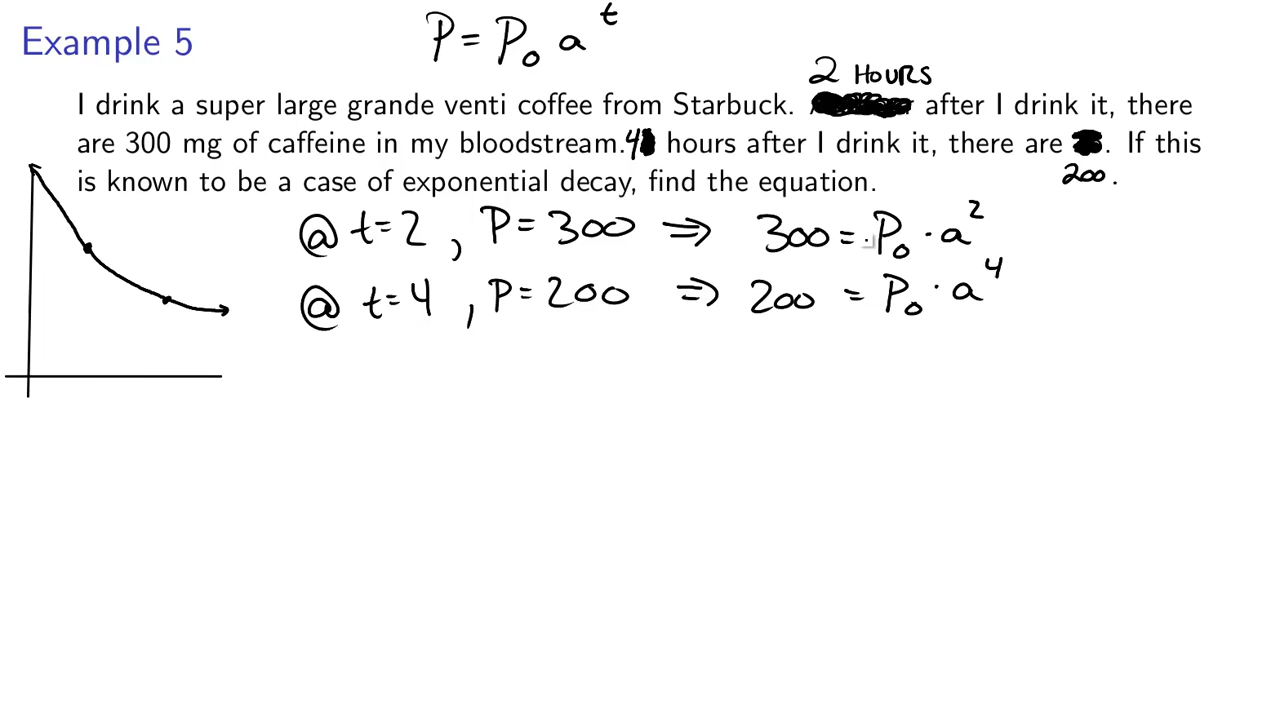 Example 5
P = P₀ a^t
2 HOURS
I drink a super large grande venti coffee from Starbuck. after I drink it, there
are 300 mg of caffeine in my bloodstream. 4 hours after I drink it, there are . If this
200.
is known to be a case of exponential decay, find the equation.
@ t=2, P=300 ⇒ 300 = P₀ · a²
@ t=4, P=200 ⇒ 200 = P₀ · a⁴